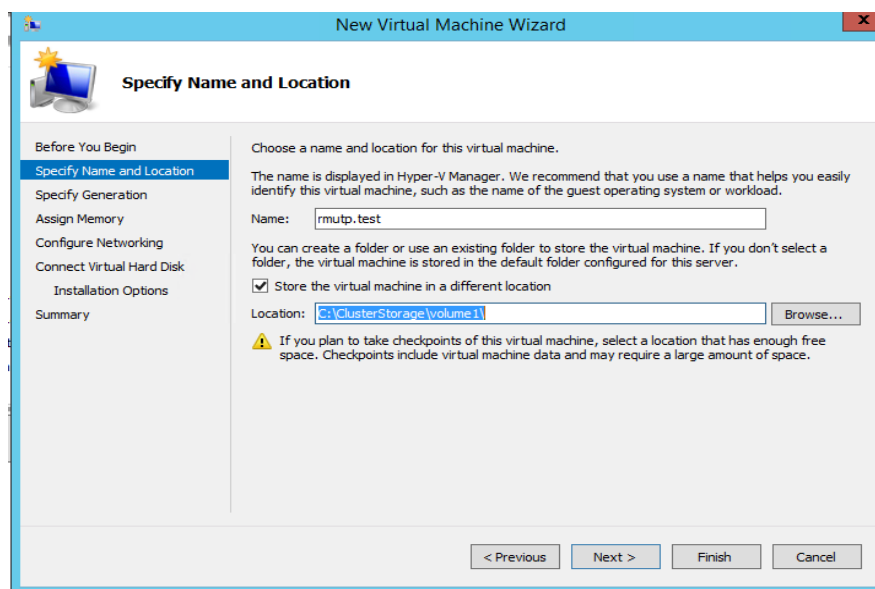 New Virtual Machine Wizard
x
Specify Name and Location
Before You Begin
Specify Name and Location
Specify Generation
Assign Memory
Configure Networking
Connect Virtual Hard Disk
Installation Options
Summary
Choose a name and location for this virtual machine.
The name is displayed in Hyper-V Manager. We recommend that you use a name that helps you easily
identify this virtual machine, such as the name of the guest operating system or workload.
Name: rmutp.test
You can create a folder or use an existing folder to store the virtual machine. If you don't select a
folder, the virtual machine is stored in the default folder configured for this server.
Store the virtual machine in a different location
Location: C:\ClusterStorage\volume1\ Browse...
If you plan to take checkpoints of this virtual machine, select a location that has enough free
space. Checkpoints include virtual machine data and may require a large amount of space.
< Previous Next > Finish Cancel